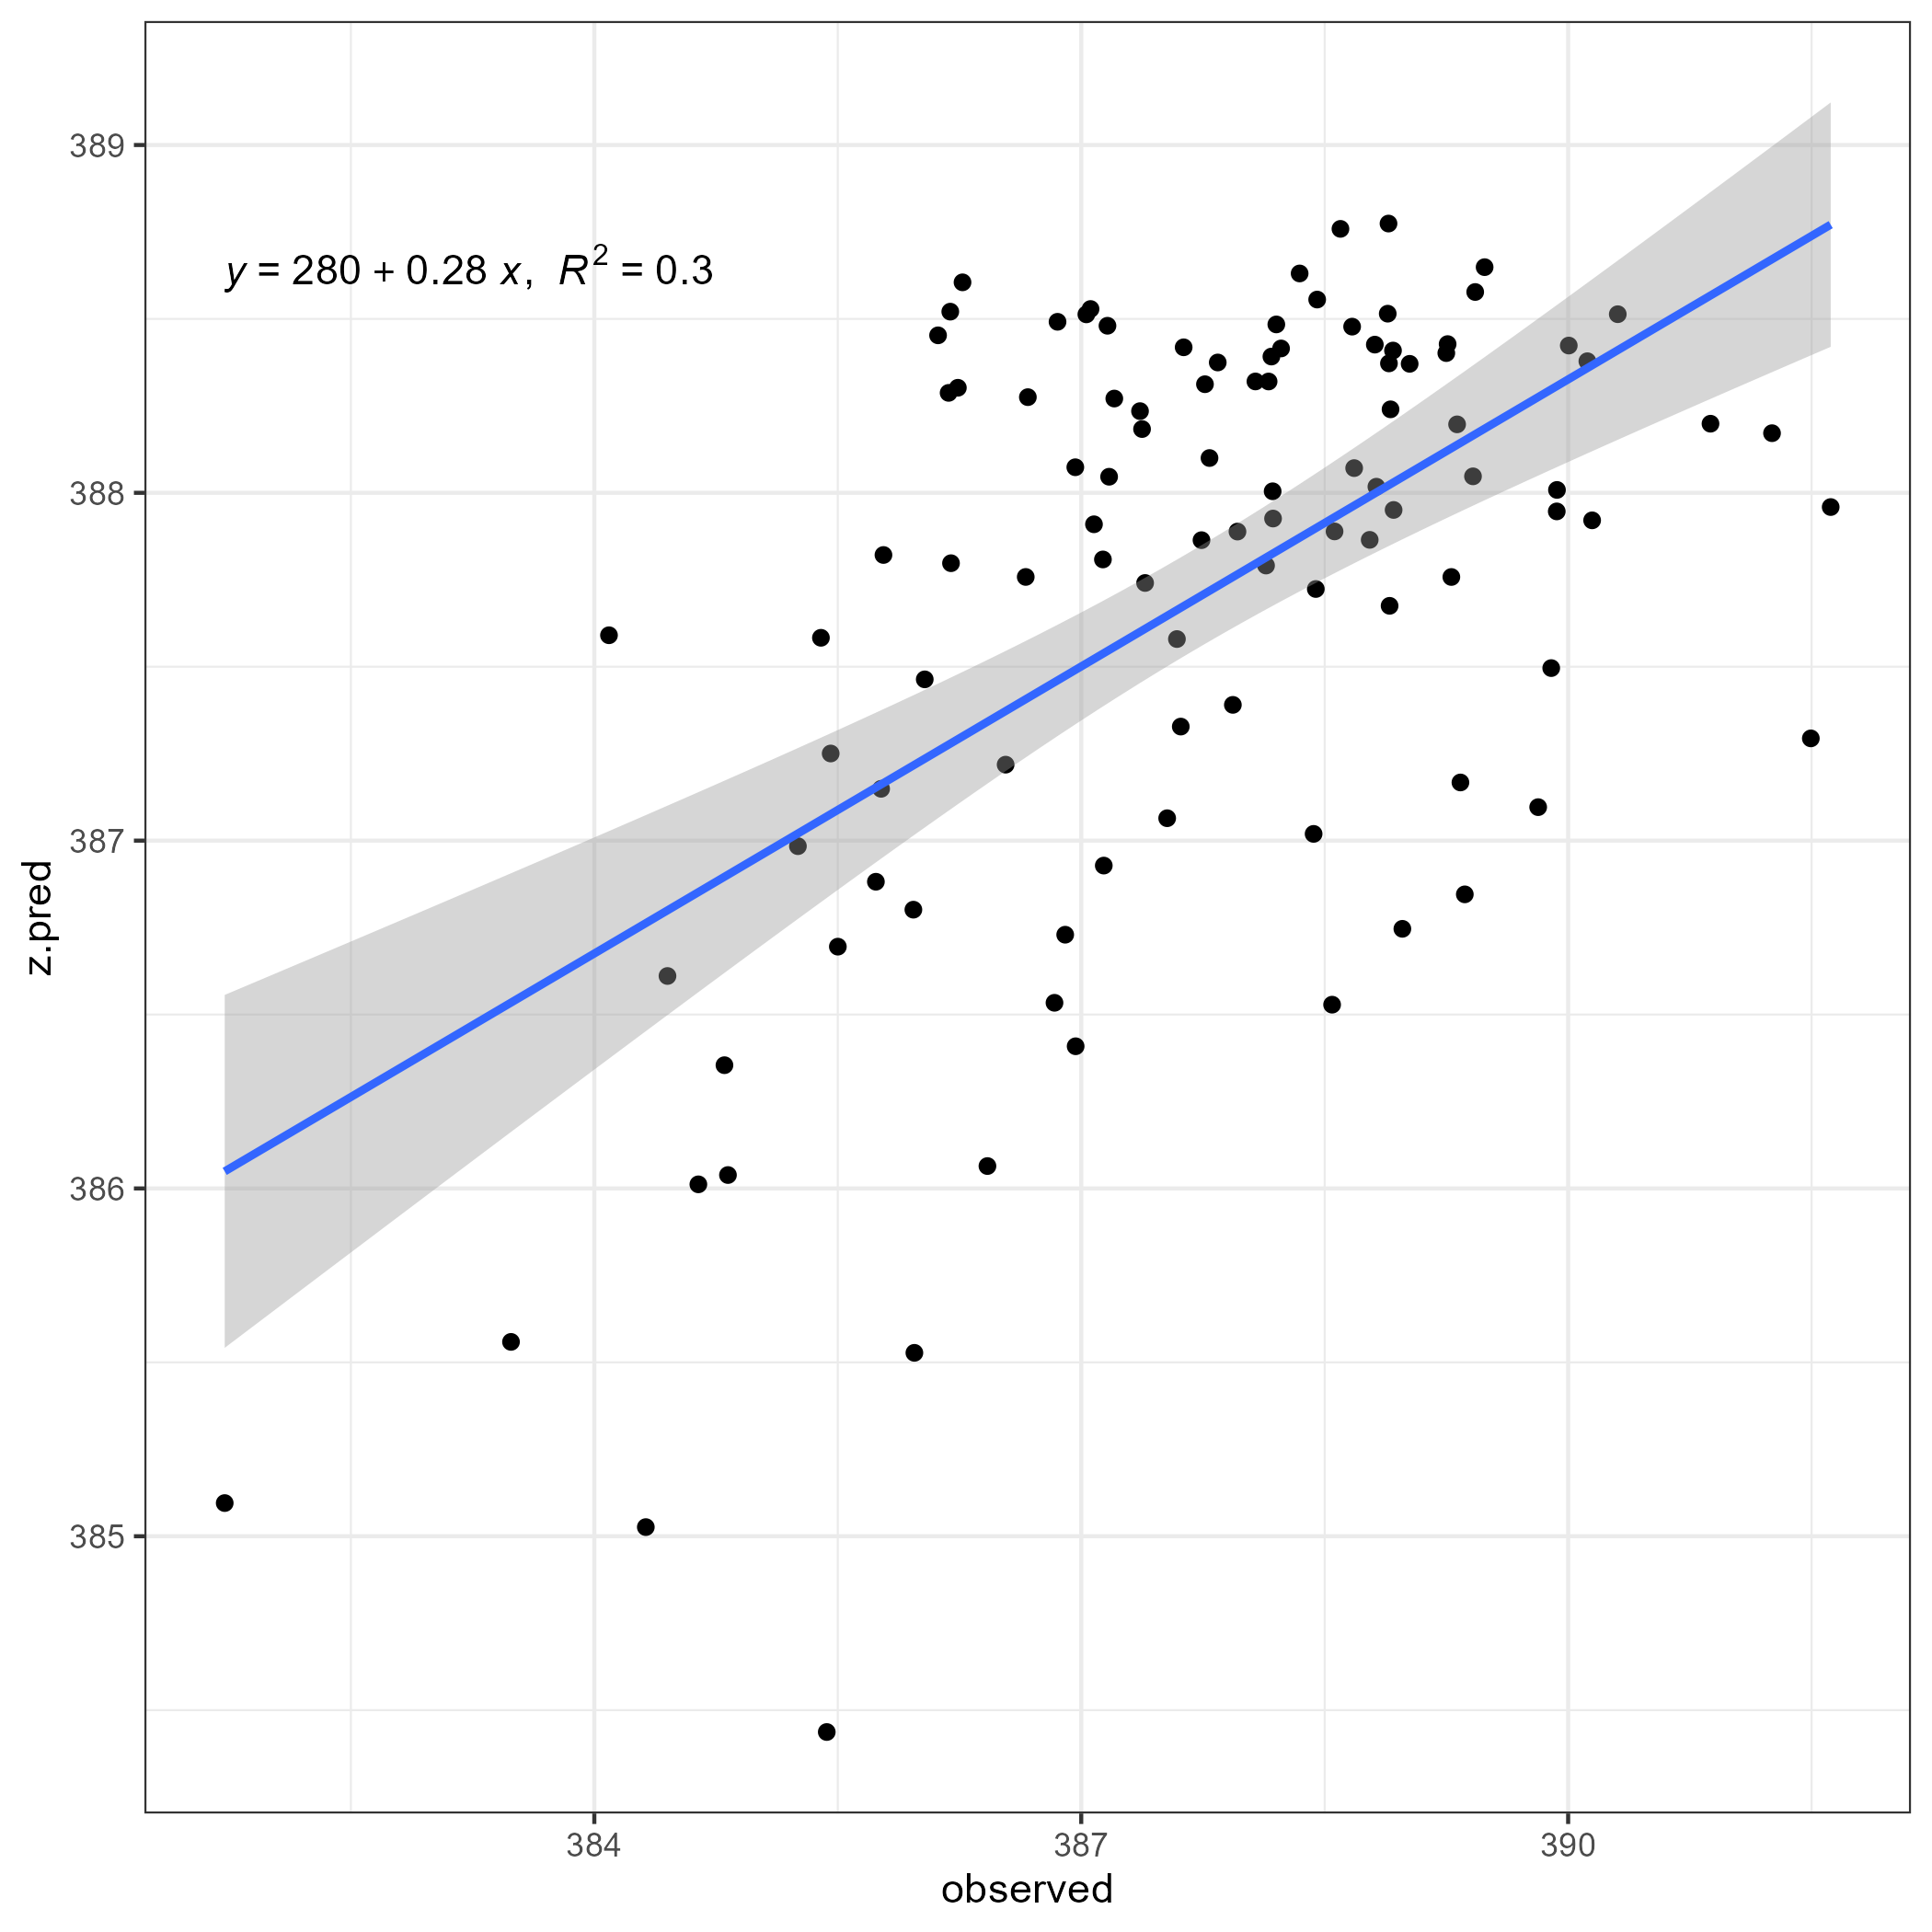 389
y = 280 + 0.28 x, R² = 0.3
388
387
386
385
z.pred
384 387 390
observed